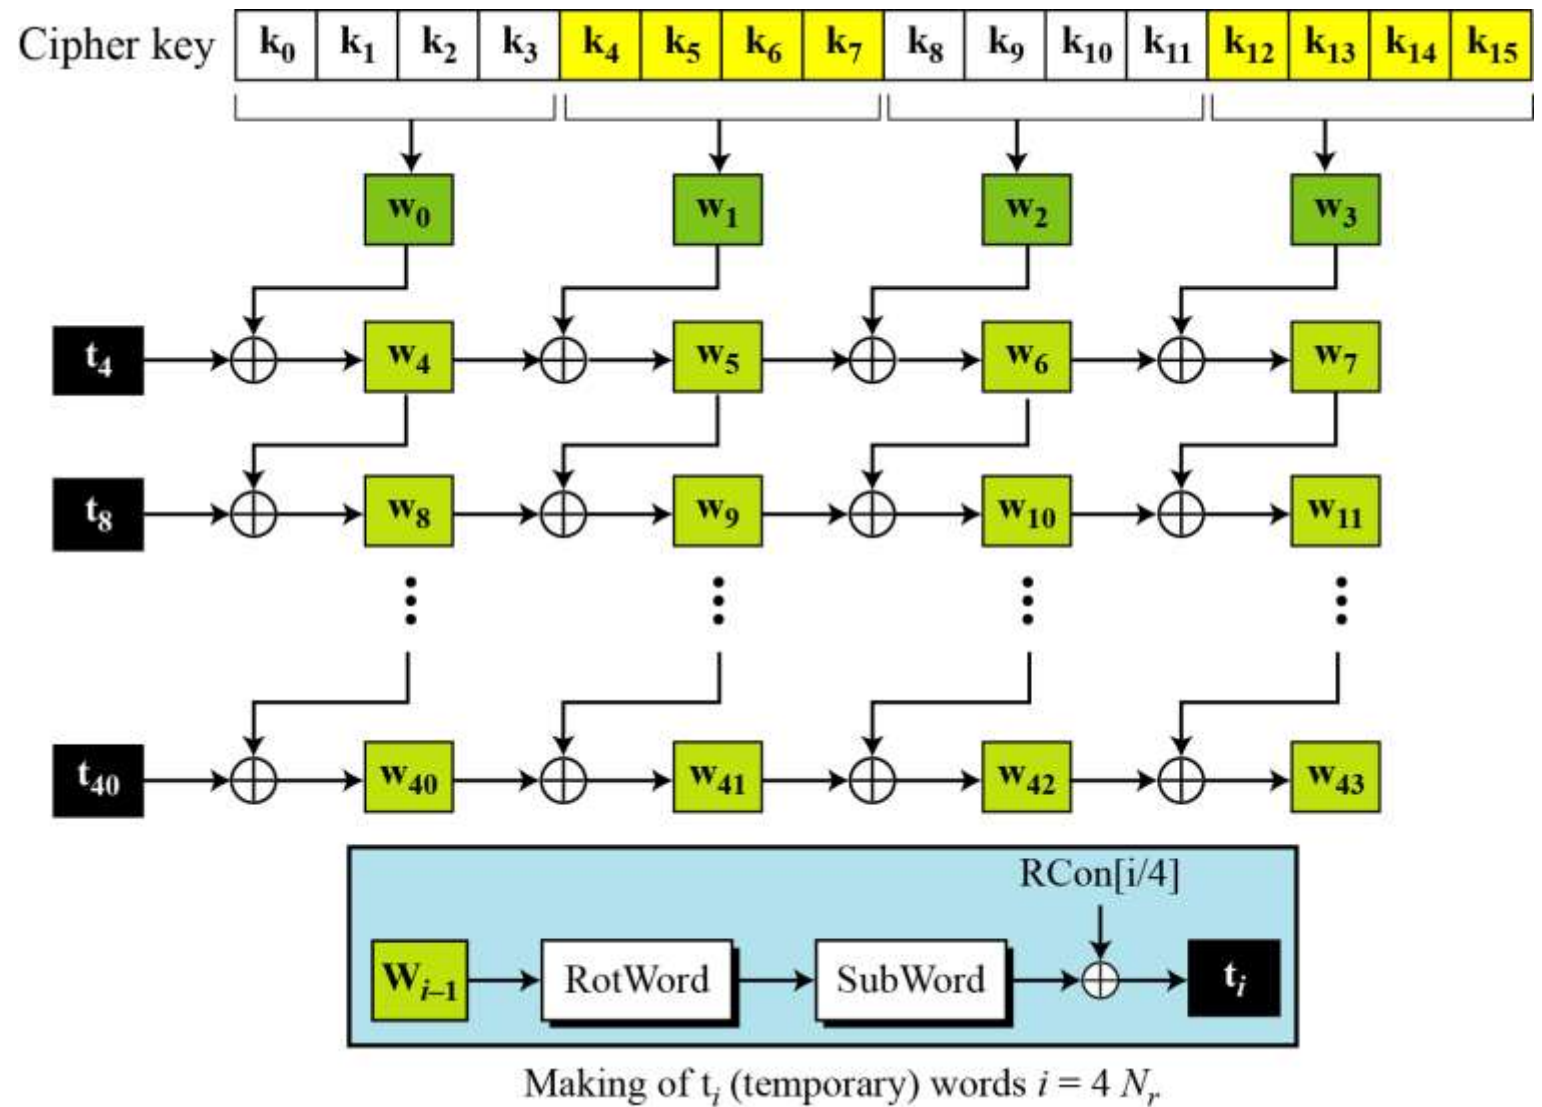 Cipher key k₀ k₁ k₂ k₃ k₄ k₅ k₆ k₇ k₈ k₉ k₁₀ k₁₁ k₁₂ k₁₃ k₁₄ k₁₅
w₀ w₁ w₂ w₃
t₄ w₄ w₅ w₆ w₇
t₈ w₈ w₉ w₁₀ w₁₁
t₄₀ w₄₀ w₄₁ w₄₂ w₄₃
RCon[i/4]
Wᵢ₋₁ RotWord SubWord tᵢ
Making of tᵢ (temporary) words i = 4 Nᵣ